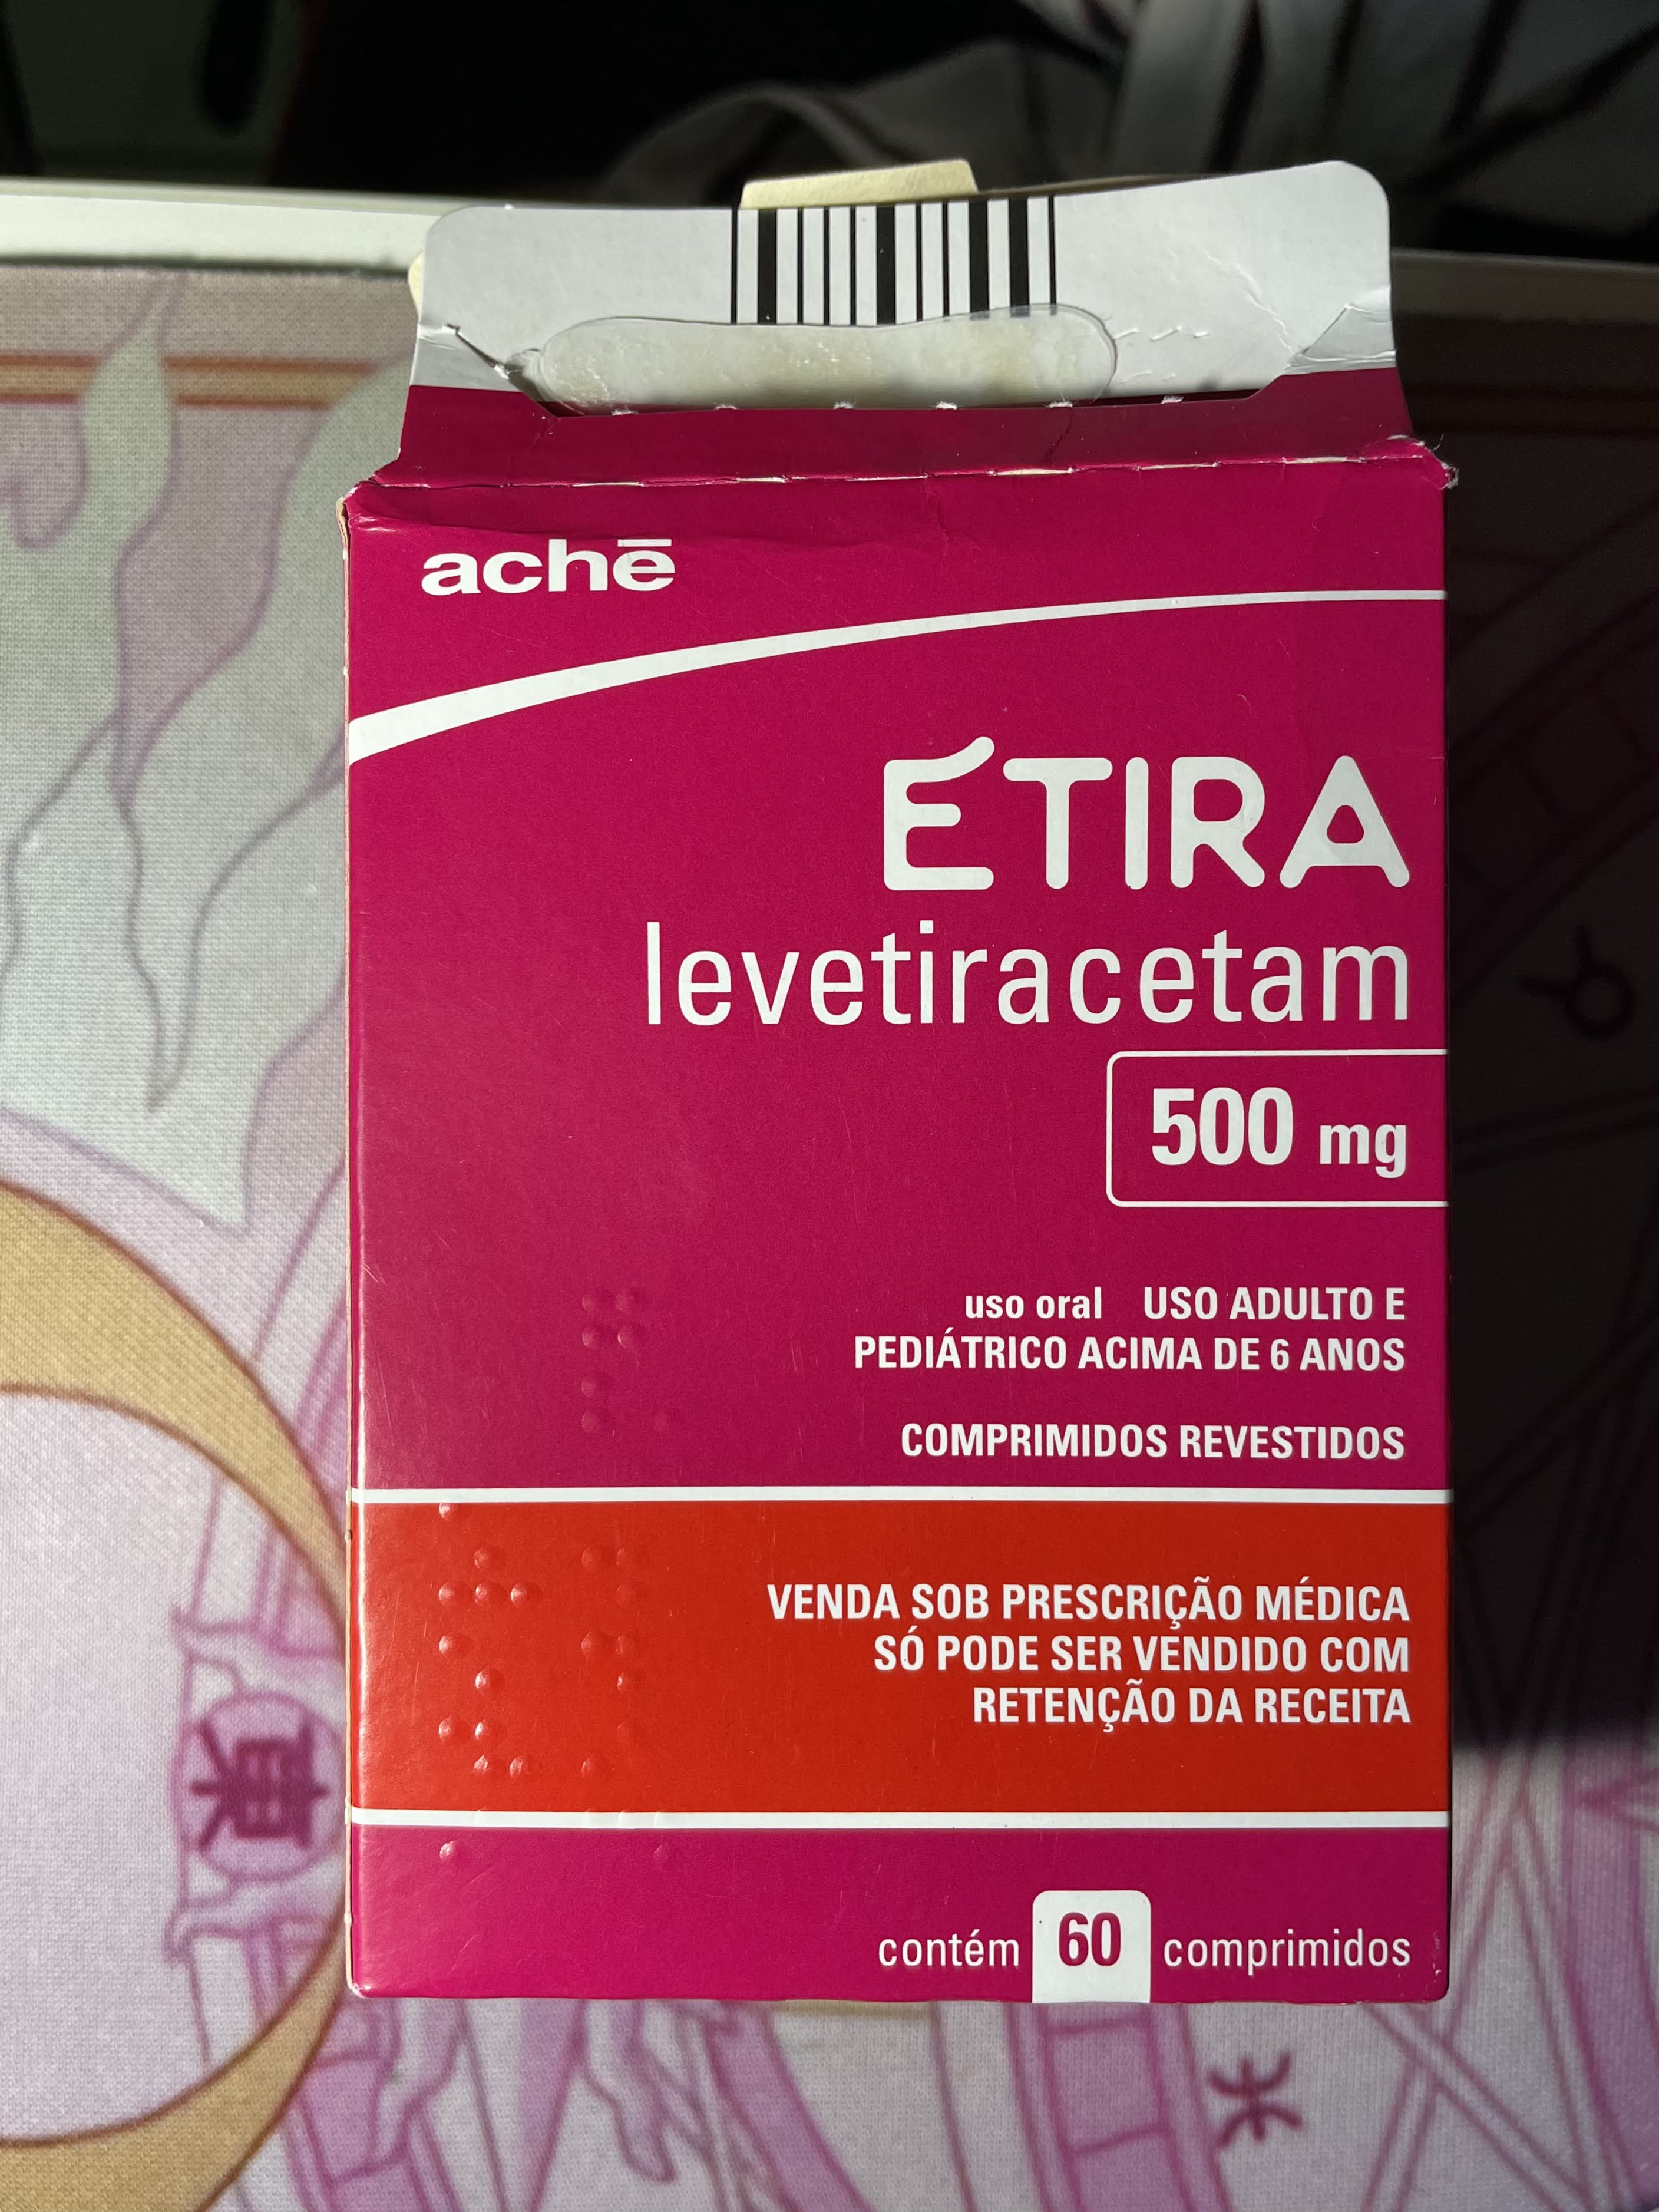 achē
ÉTIRA
levetiracetam
500 mg
uso oral USO ADULTO E
PEDIÁTRICO ACIMA DE 6 ANOS
COMPRIMIDOS REVESTIDOS
VENDA SOB PRESCRIÇÃO MÉDICA
SÓ PODE SER VENDIDO COM
RETENÇÃO DA RECEITA
contém 60 comprimidos